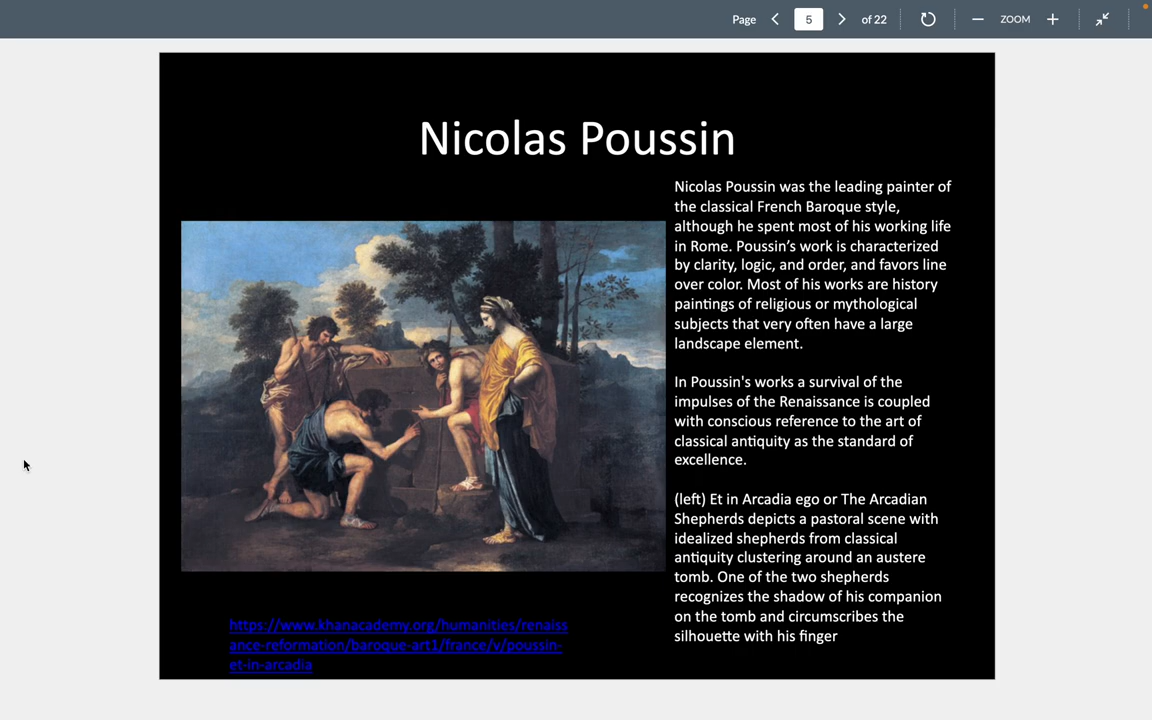 Page 5 of 22 ZOOM
Nicolas Poussin
Nicolas Poussin was the leading painter of
the classical French Baroque style,
although he spent most of his working life
in Rome. Poussin’s work is characterized
by clarity, logic, and order, and favors line
over color. Most of his works are history
paintings of religious or mythological
subjects that very often have a large
landscape element.
In Poussin's works a survival of the
impulses of the Renaissance is coupled
with conscious reference to the art of
classical antiquity as the standard of
excellence.
(left) Et in Arcadia ego or The Arcadian
Shepherds depicts a pastoral scene with
idealized shepherds from classical
antiquity clustering around an austere
tomb. One of the two shepherds
recognizes the shadow of his companion
on the tomb and circumscribes the
silhouette with his finger
https://www.khanacademy.org/humanities/renaiss
ance-reformation/baroque-art1/france/v/poussin-
et-in-arcadia